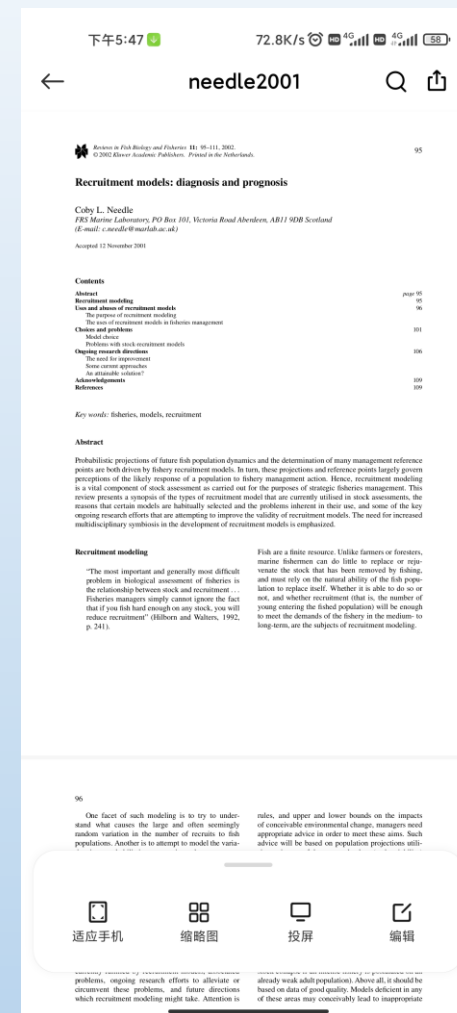 下午5:47
72.8K/s HD 4G HD 4G 58
needle2001
Reviews in Fish Biology and Fisheries 11: 95–111, 2002.
© 2002 Kluwer Academic Publishers. Printed in the Netherlands.
95
Recruitment models: diagnosis and prognosis
Coby L. Needle
FRS Marine Laboratory, PO Box 101, Victoria Road Aberdeen, AB11 9DB Scotland
(E-mail: c.needle@marlab.ac.uk)
Accepted 12 November 2001
Contents
Abstract page 95
Recruitment modeling 95
Uses and abuses of recruitment models 96
The purpose of recruitment modeling
The uses of recruitment models in fisheries management
Choices and problems 101
Model choice
Problems with stock-recruitment models
Ongoing research directions 106
The need for improvement
Some current approaches
An attainable solution?
Acknowledgements 109
References 109
Key words: fisheries, models, recruitment
Abstract
Probabilistic projections of future fish population dynamics and the determination of many management reference
points are both driven by fishery recruitment models. In turn, these projections and reference points largely govern
perceptions of the likely response of a population to fishery management action. Hence, recruitment modeling
is a vital component of stock assessment as carried out for the purposes of strategic fisheries management. This
review presents a synopsis of the types of recruitment model that are currently utilised in stock assessments, the
reasons that certain models are habitually selected and the problems inherent in their use, and some of the key
ongoing research efforts that are attempting to improve the validity of recruitment models. The need for increased
multidisciplinary symbiosis in the development of recruitment models is emphasized.
Recruitment modeling
"The most important and generally most difficult
problem in biological assessment of fisheries is
the relationship between stock and recruitment . . .
Fisheries managers simply cannot ignore the fact
that if you fish hard enough on any stock, you will
reduce recruitment" (Hilborn and Walters, 1992,
p. 241).
Fish are a finite resource. Unlike farmers or foresters,
marine fishermen can do little to replace or reju-
venate the stock that has been removed by fishing,
and must rely on the natural ability of the fish popu-
lation to replace itself. Whether it is able to do so or
not, and whether recruitment (that is, the number of
young entering the fished population) will be enough
to meet the demands of the fishery in the medium- to
long-term, are the subjects of recruitment modeling.
96
One facet of such modeling is to try to under-
stand what causes the large and often seemingly
random variation in the number of recruits to fish
populations. Another is to attempt to model the varia-
rules, and upper and lower bounds on the impacts
of conceivable environmental change, managers need
appropriate advice in order to meet these aims. Such
advice will be based on population projections utili-
适应手机
缩略图
投屏
编辑
problems, ongoing research efforts to alleviate or
circumvent these problems, and future directions
which recruitment modeling might take. Attention is
already weak adult population). Above all, it should be
based on data of good quality. Models deficient in any
of these areas may conceivably lead to inappropriate